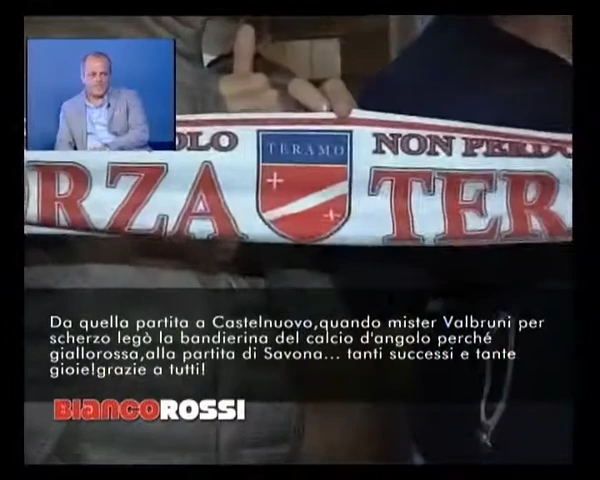 OLO
NON PERD
TERAMO
RZA
TER
Da quella partita a Castelnuovo,quando mister Valbruni per
scherzo legò la bandierina del calcio d'angolo perché
giallorossa,alla partita di Savona... tanti successi e tante
gioie!grazie a tutti!
BIANCOROSSI